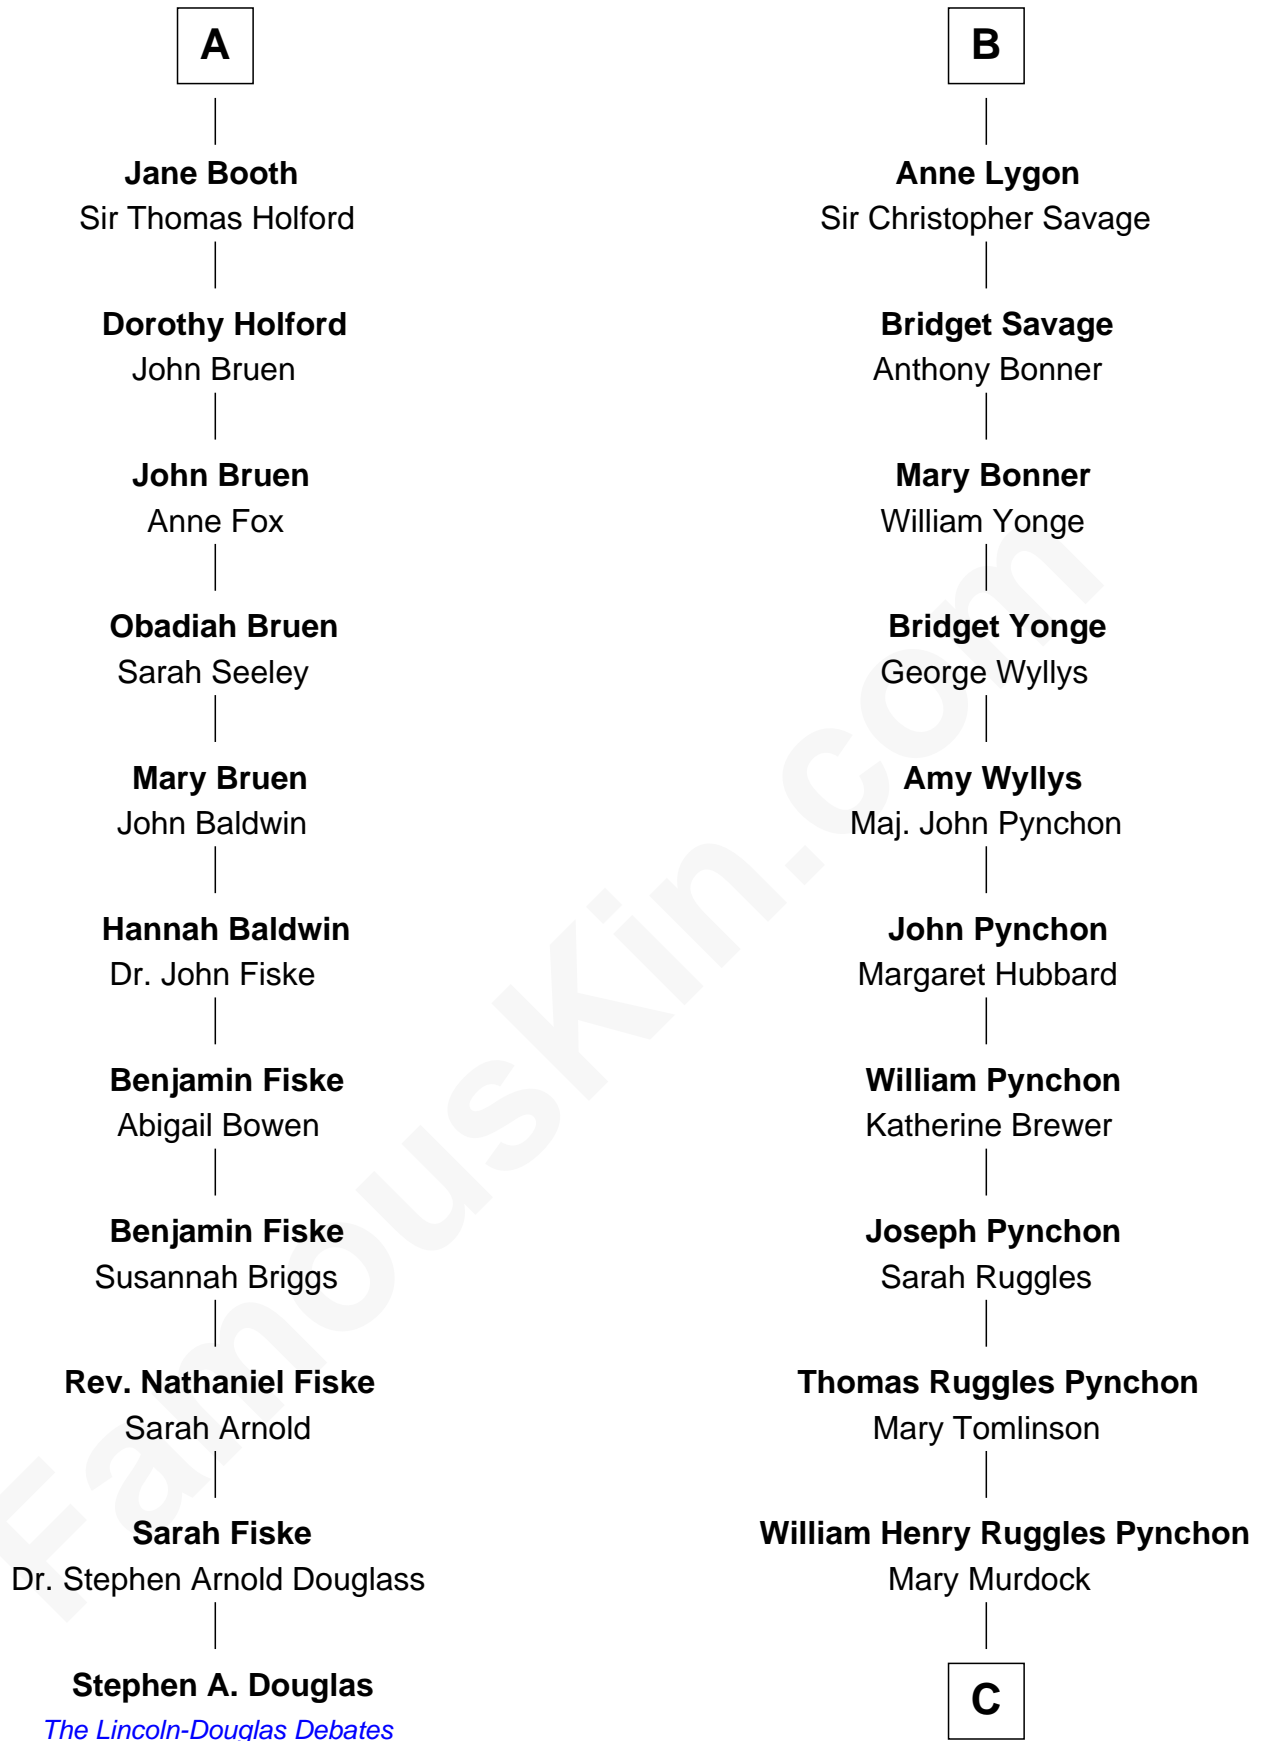 A
Jane Booth
Sir Thomas Holford
Dorothy Holford
John Bruen
John Bruen
Anne Fox
Obadiah Bruen
Sarah Seeley
Mary Bruen
John Baldwin
Hannah Baldwin
Dr. John Fiske
Benjamin Fiske
Abigail Bowen
Benjamin Fiske
Susannah Briggs
Rev. Nathaniel Fiske
Sarah Arnold
Sarah Fiske
Dr. Stephen Arnold Douglass
Stephen A. Douglas
The Lincoln-Douglas Debates
B
Anne Lygon
Sir Christopher Savage
Bridget Savage
Anthony Bonner
Mary Bonner
William Yonge
Bridget Yonge
George Wyllys
Amy Wyllys
Maj. John Pynchon
John Pynchon
Margaret Hubbard
William Pynchon
Katherine Brewer
Joseph Pynchon
Sarah Ruggles
Thomas Ruggles Pynchon
Mary Tomlinson
William Henry Ruggles Pynchon
Mary Murdock
C
FamousKin.com